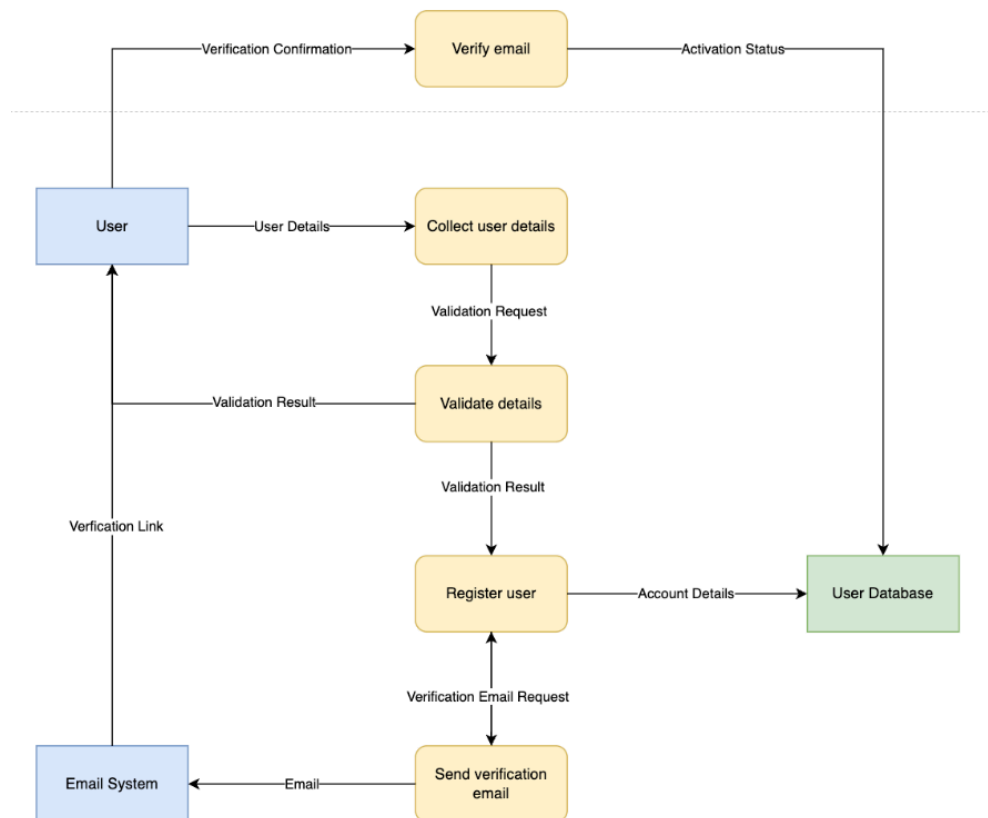 Verification Confirmation
Verify email
Activation Status
User
User Details
Collect user details
Validation Request
Validation Result
Validate details
Validation Result
Verfication Link
Register user
Account Details
User Database
Verification Email Request
Email System
Email
Send verification
email